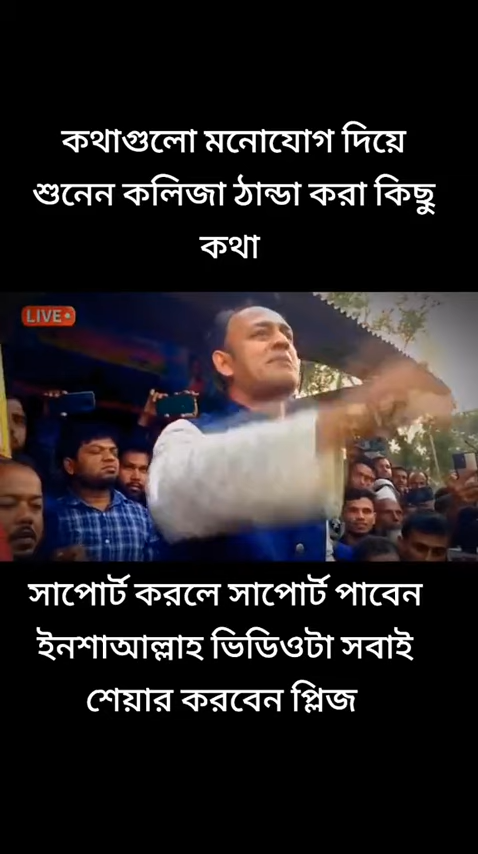 কথাগুলো মনোযোগ দিয়ে
শুনেন কলিজা ঠান্ডা করা কিছু
কথা
LIVE
সাপোর্ট করলে সাপোর্ট পাবেন
ইনশাআল্লাহ ভিডিওটা সবাই
শেয়ার করবেন প্লিজ